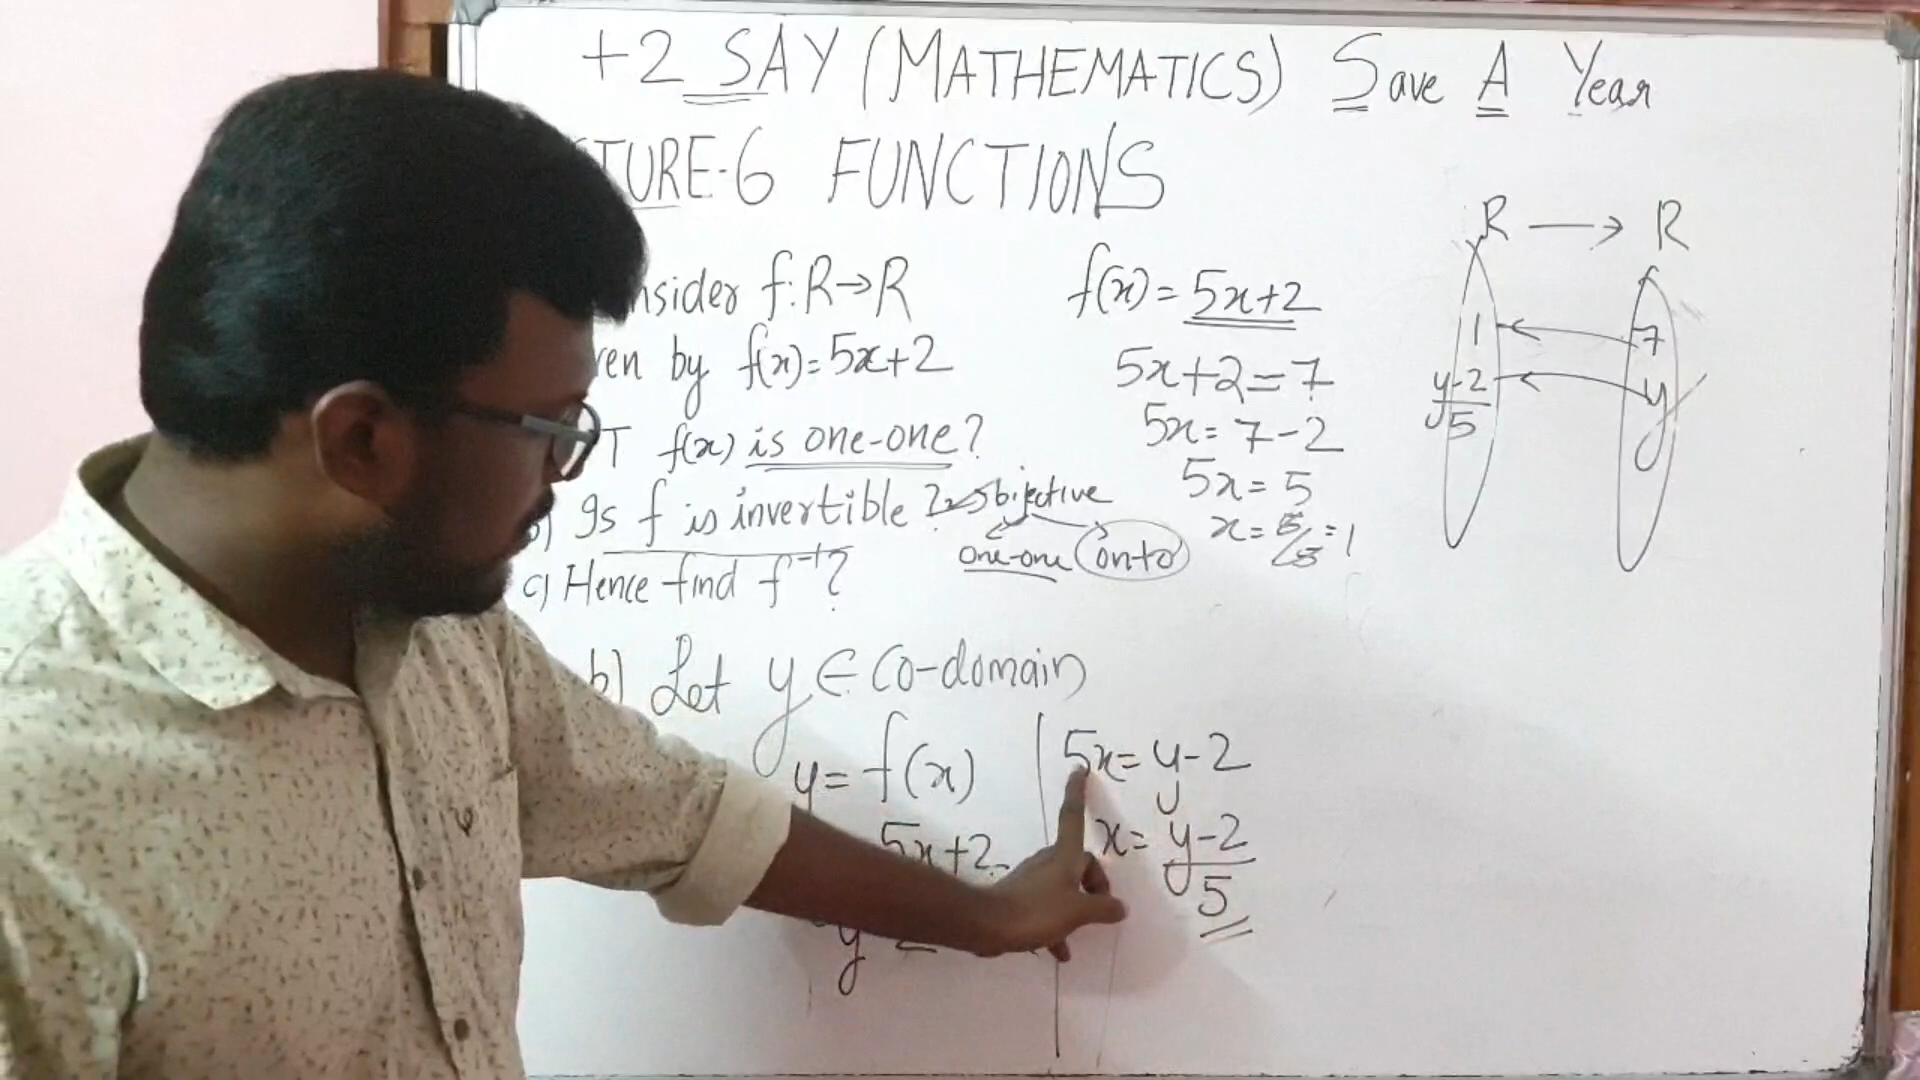 +2 SAY (MATHEMATICS) Save A Year
TURE-6 FUNCTIONS
nsider f: R→R
ven by f(x)=5x+2
T f(x) is one-one?
b) Is f is invertible? bijective
one-one onto
c) Hence find f⁻¹?
f(x) = 5x+2
5x+2=7
5x= 7-2
5x= 5
x= 5/5 =1
R → R
1 ← 7
y-2/5 ← y
b) Let y ∈ Co-domain
y= f(x)
5x+2
y 2
5x= y-2
x= y-2/5